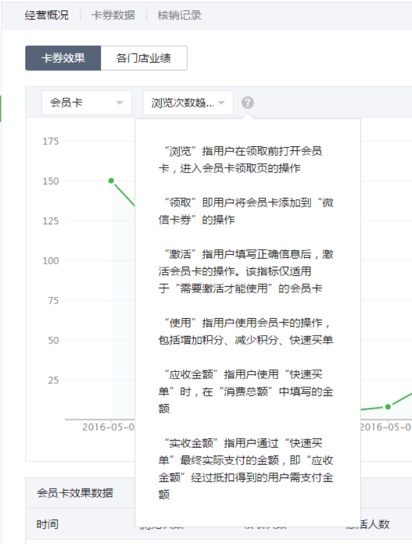 经营概况 卡券数据 核销记录
卡券效果 各门店业绩
会员卡 浏览次数趋... ?
175
150
125
100
75
50
25
2016-05-0
2016-05-0
“浏览”指用户在领取前打开会员
卡，进入会员卡领取页的操作
“领取”即用户将会员卡添加到“微
信卡券”的操作
“激活”指用户填写正确信息后，激
活会员卡的操作。该指标仅适用
于“需要激活才能使用”的会员卡
“使用”指用户使用会员卡的操作，
包括增加积分、减少积分、快速买单
“应收金额”指用户使用“快速买
单”时，在“消费总额”中填写的金
额
“实收金额”指用户通过“快速买
单”最终实际支付的金额，即“应收
金额”经过抵扣得到的用户需支付金
额
会员卡效果数据
时间 激活人数